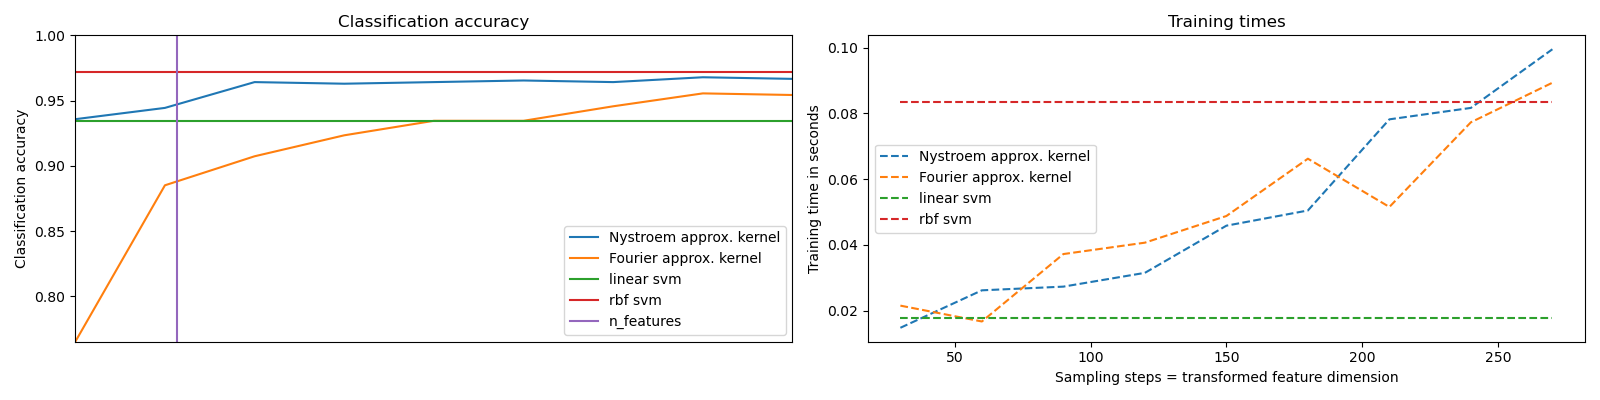 Classification accuracy
Classification accuracy
1.00
0.95
0.90
0.85
0.80
Nystroem approx. kernel
Fourier approx. kernel
linear svm
rbf svm
n_features
Training times
Training time in seconds
0.10
0.08
0.06
0.04
0.02
Nystroem approx. kernel
Fourier approx. kernel
linear svm
rbf svm
50 100 150 200 250
Sampling steps = transformed feature dimension